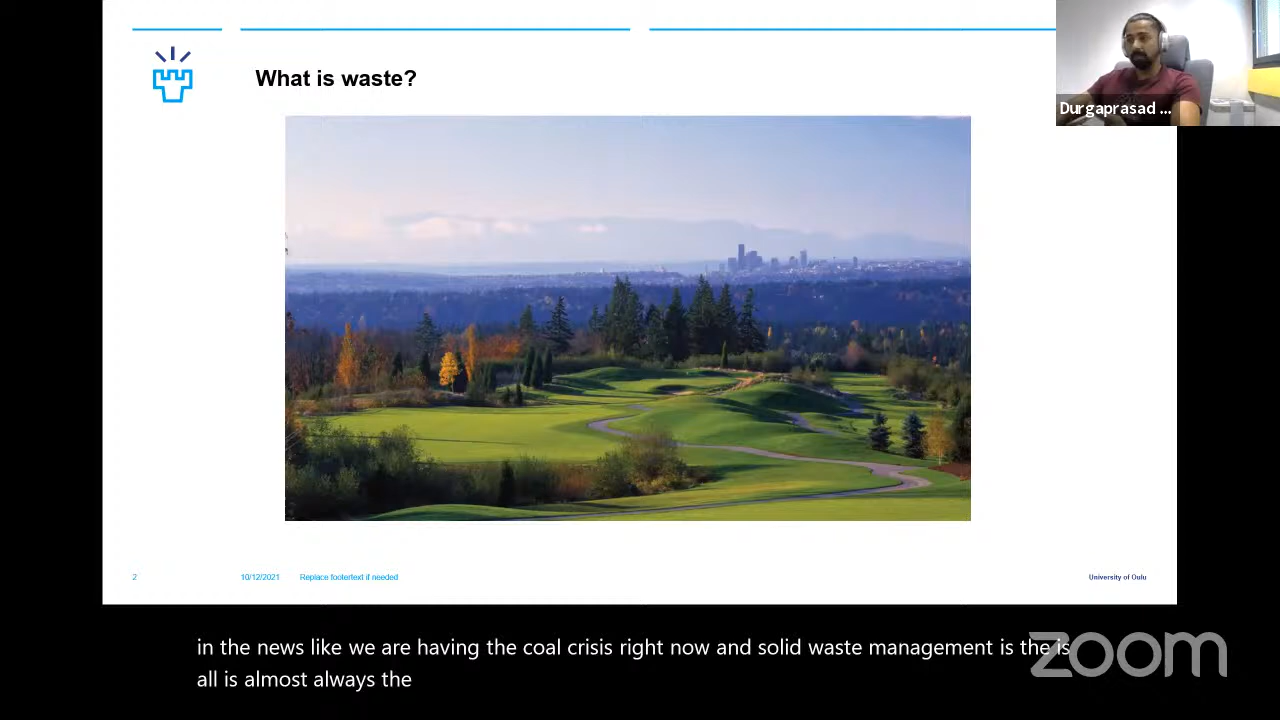 What is waste?
Durgaprasad ...
2
10/12/2021
Replace footertext if needed
University of Oulu
in the news like we are having the coal crisis right now and solid waste management is the is
all is almost always the
zoom